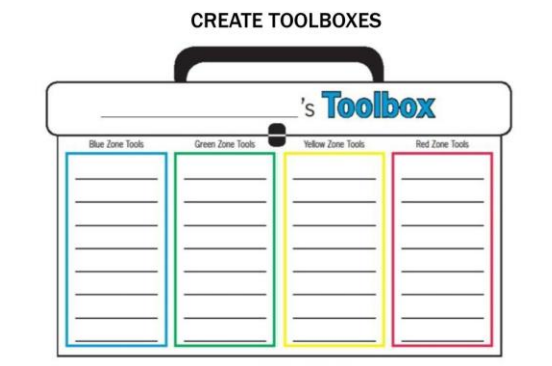 CREATE TOOLBOXES
's Toolbox
Blue Zone Tools Green Zone Tools Yellow Zone Tools Red Zone Tools